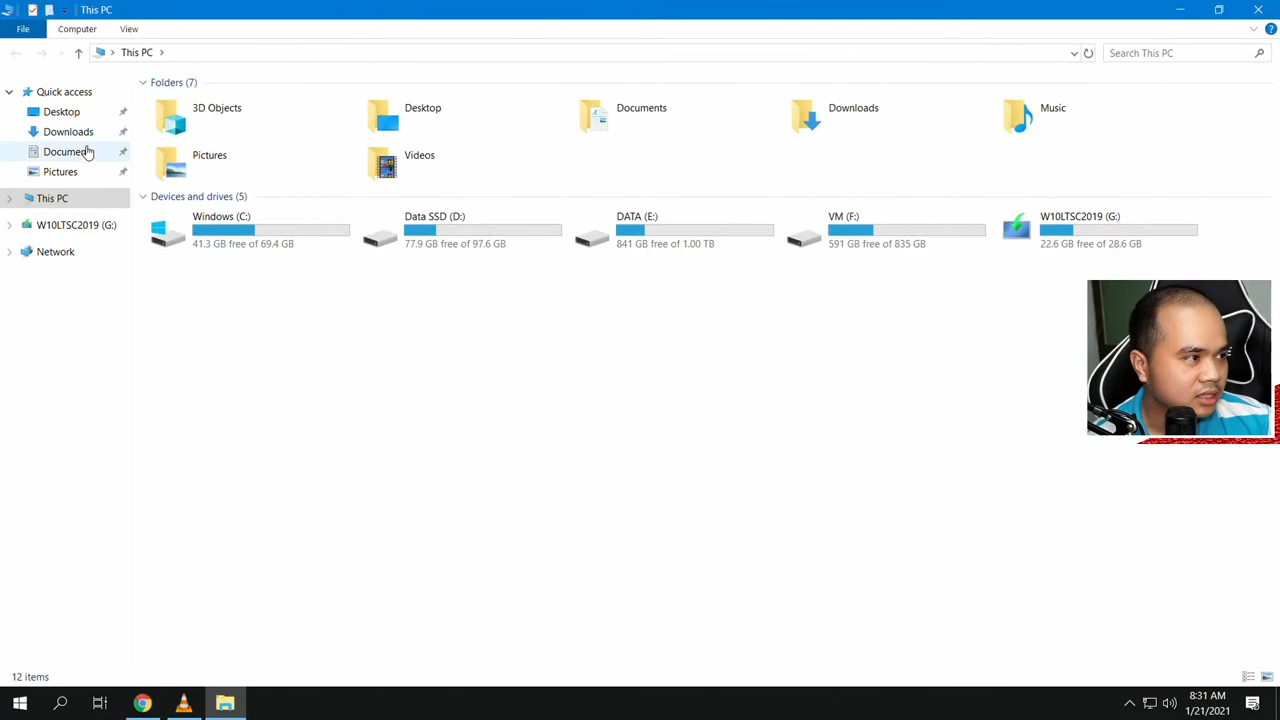 This PC
File
Computer
View
This PC
Search This PC
Quick access
Desktop
Downloads
Pictures
This PC
W10LTSC2019 (G:)
Network
Folders (7)
3D Objects
Desktop
Documents
Downloads
Music
Pictures
Videos
Devices and drives (5)
Windows (C:)
41.3 GB free of 69.4 GB
Data SSD (D:)
77.9 GB free of 97.6 GB
DATA (E:)
841 GB free of 1.00 TB
VM (F:)
591 GB free of 835 GB
W10LTSC2019 (G:)
22.6 GB free of 28.6 GB
12 items
8:31 AM
1/21/2021